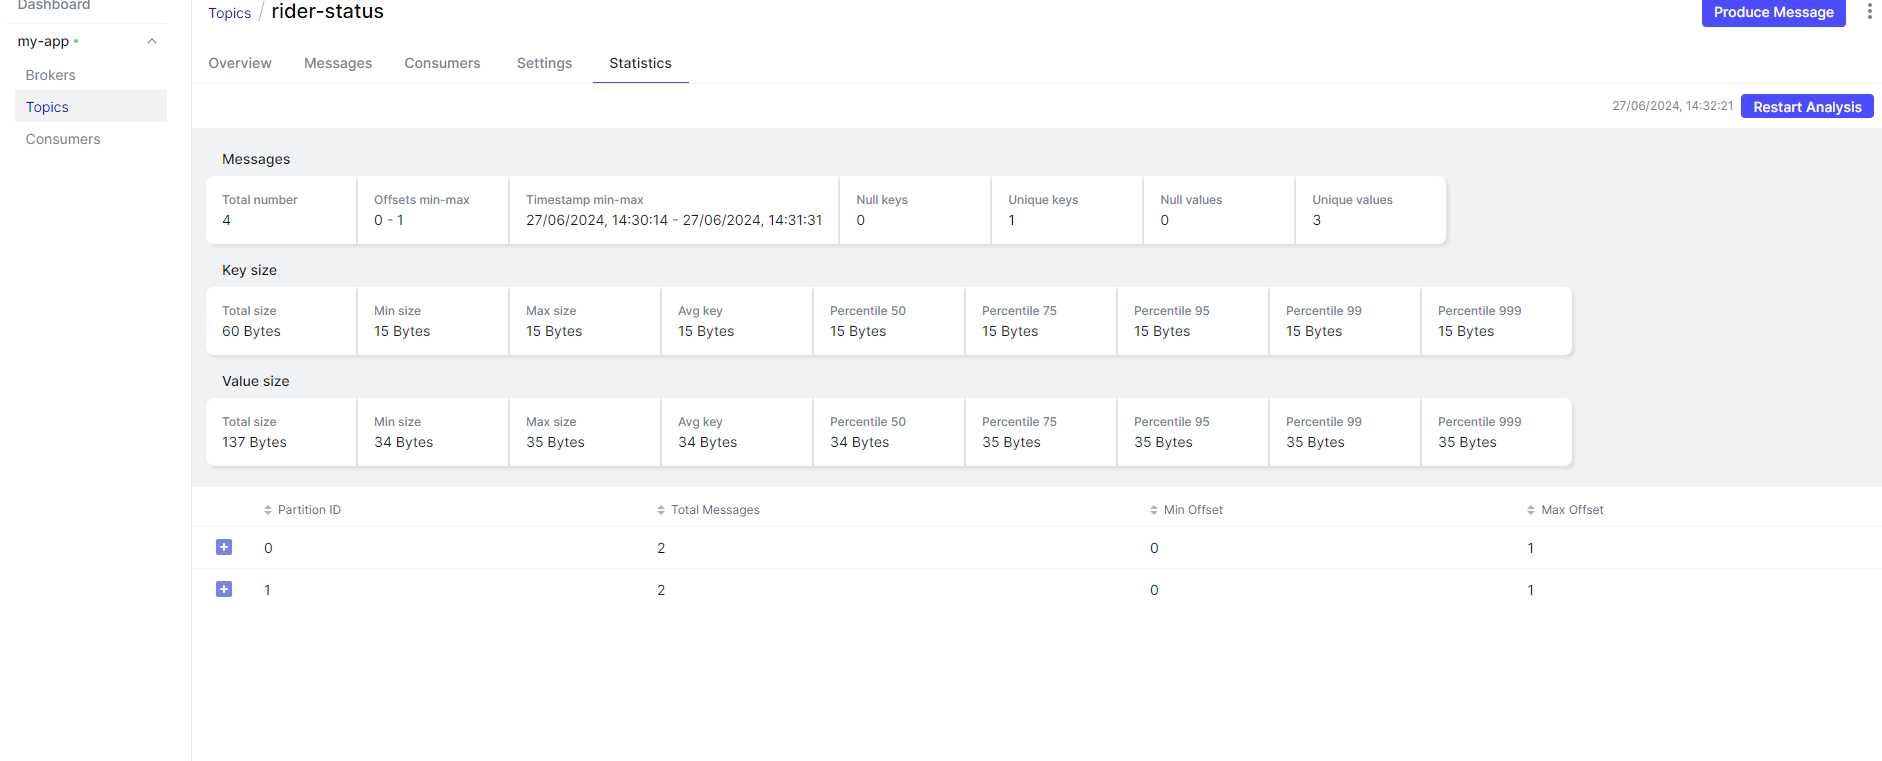 Dashboard
my-app
Brokers
Topics
Consumers
Topics / rider-status
Produce Message
Overview Messages Consumers Settings Statistics
27/06/2024, 14:32:21 Restart Analysis
Messages
Total number Offsets min-max Timestamp min-max Null keys Unique keys Null values Unique values
4 0 - 1 27/06/2024, 14:30:14 - 27/06/2024, 14:31:31 0 1 0 3
Key size
Total size Min size Max size Avg key Percentile 50 Percentile 75 Percentile 95 Percentile 99 Percentile 999
60 Bytes 15 Bytes 15 Bytes 15 Bytes 15 Bytes 15 Bytes 15 Bytes 15 Bytes 15 Bytes
Value size
Total size Min size Max size Avg key Percentile 50 Percentile 75 Percentile 95 Percentile 99 Percentile 999
137 Bytes 34 Bytes 35 Bytes 34 Bytes 34 Bytes 35 Bytes 35 Bytes 35 Bytes 35 Bytes
Partition ID Total Messages Min Offset Max Offset
0 2 0 1
1 2 0 1